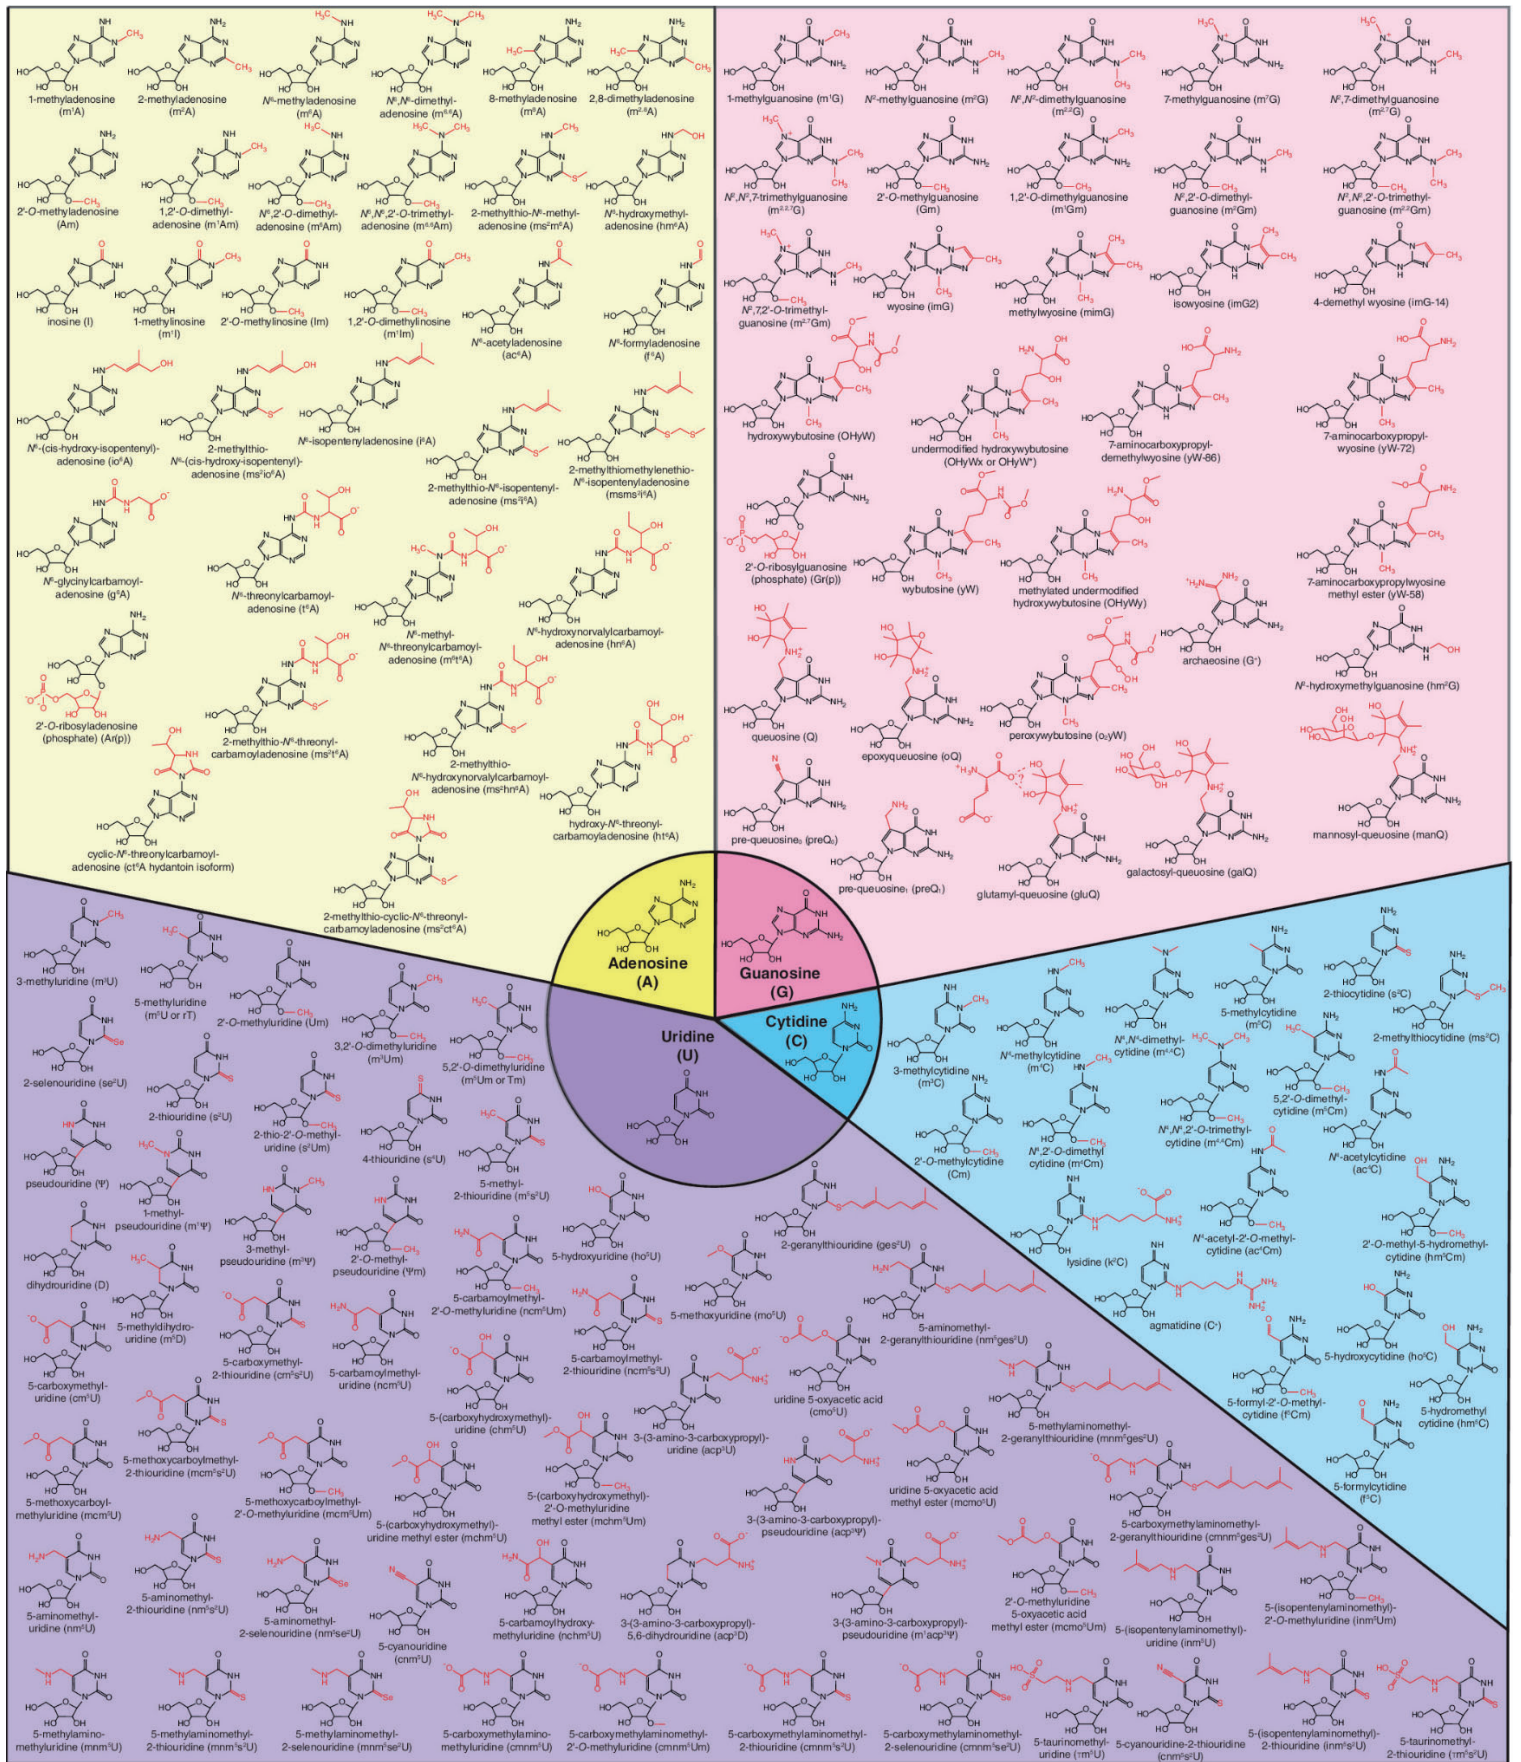 1-methyladenosine
(m¹A)
2-methyladenosine
(m²A)
N⁶-methyladenosine
(m⁶A)
N⁶,N⁶-dimethyl-
adenosine (m⁶,⁶A)
8-methyladenosine
(m⁸A)
2,8-dimethyladenosine
(m²,⁸A)
2'-O-methyladenosine
(Am)
1,2'-O-dimethyl-
adenosine (m¹Am)
N⁶,2'-O-dimethyl-
adenosine (m⁶Am)
N⁶,N⁶,2'-O-trimethyl-
adenosine (m⁶,⁶Am)
2-methylthio-N⁶-methyl-
adenosine (ms²m⁶A)
N⁶-hydroxymethyl-
adenosine (hm⁶A)
inosine (I)
1-methylinosine
(m¹I)
2'-O-methylinosine (Im)
1,2'-O-dimethylinosine
(m¹Im)
N⁶-acetyladenosine
(ac⁶A)
N⁶-formyladenosine
(f⁶A)
N⁶-(cis-hydroxy-isopentenyl)-
adenosine (io⁶A)
2-methylthio-
N⁶-(cis-hydroxy-isopentenyl)-
adenosine (ms²io⁶A)
N⁶-isopentenyladenosine (i⁶A)
2-methylthio-N⁶-isopentenyl-
adenosine (ms²i⁶A)
2-methylthiomethylenethio-
N⁶-isopentenyladenosine
(msms²i⁶A)
N⁶-glycinylcarbamoyl-
adenosine (g⁶A)
N⁶-threonylcarbamoyl-
adenosine (t⁶A)
N⁶-methyl-
N⁶-threonylcarbamoyl-
adenosine (m⁶t⁶A)
N⁶-hydroxynorvalylcarbamoyl-
adenosine (hn⁶A)
2'-O-ribosyladenosine
(phosphate) (Ar(p))
2-methylthio-N⁶-threonyl-
carbamoyladenosine (ms²t⁶A)
2-methylthio-
N⁶-hydroxynorvalylcarbamoyl-
adenosine (ms²hn⁶A)
hydroxy-N⁶-threonyl-
carbamoyladenosine (ht⁶A)
cyclic-N⁶-threonylcarbamoyl-
adenosine (ct⁶A hydantoin isoform)
2-methylthio-cyclic-N⁶-threonyl-
carbamoyladenosine (ms²ct⁶A)
1-methylguanosine (m¹G)
N²-methylguanosine (m²G)
N²,N²-dimethylguanosine
(m²,²G)
7-methylguanosine (m⁷G)
N²,7-dimethylguanosine
(m²,⁷G)
N²,N²,7-trimethylguanosine
(m²,²,⁷G)
2'-O-methylguanosine
(Gm)
1,2'-O-dimethylguanosine
(m¹Gm)
N²,2'-O-dimethyl-
guanosine (m²Gm)
N²,N²,2'-O-trimethyl-
guanosine (m²,²Gm)
N²,7,2'-O-trimethyl-
guanosine (m²,⁷Gm)
wyosine (imG)
methylwyosine (mimG)
isowyosine (imG2)
4-demethyl wyosine (imG-14)
hydroxywybutosine (OHyW)
undermodified hydroxywybutosine
(OHyWx or OHyW*)
7-aminocarboxypropyl-
demethylwyosine (yW-86)
7-aminocarboxypropyl-
wyosine (yW-72)
2'-O-ribosylguanosine
(phosphate) (Gr(p))
wybutosine (yW)
methylated undermodified
hydroxywybutosine (OHyWy)
7-aminocarboxypropylwyosine
methyl ester (yW-58)
archaeosine (G⁺)
N²-hydroxymethylguanosine (hm²G)
queuosine (Q)
epoxyqueuosine (oQ)
peroxywybutosine (o₂yW)
pre-queuosine₀ (preQ₀)
pre-queuosine₁ (preQ₁)
glutamyl-queuosine (gluQ)
galactosyl-queuosine (galQ)
mannosyl-queuosine (manQ)
Adenosine
(A)
Guanosine
(G)
Uridine
(U)
Cytidine
(C)
3-methylcytidine
(m³C)
N⁴-methylcytidine
(m⁴C)
N⁴,N⁴-dimethyl-
cytidine (m⁴,⁴C)
5-methylcytidine
(m⁵C)
2-thiocytidine (s²C)
2-methylthiocytidine (ms²C)
2'-O-methylcytidine
(Cm)
N⁴,2'-O-dimethyl
cytidine (m⁴Cm)
N⁴,N⁴,2'-O-trimethyl-
cytidine (m⁴,⁴Cm)
5,2'-O-dimethyl-
cytidine (m⁵Cm)
N⁴-acetylcytidine
(ac⁴C)
lysidine (k²C)
N⁴-acetyl-2'-O-methyl-
cytidine (ac⁴Cm)
2'-O-methyl-5-hydromethyl-
cytidine (hm⁵Cm)
agmatidine (C⁺)
5-hydroxycytidine (ho⁵C)
5-formyl-2'-O-methyl-
cytidine (f⁵Cm)
5-hydromethyl
cytidine (hm⁵C)
5-formylcytidine
(f⁵C)
3-methyluridine (m³U)
5-methyluridine
(m⁵U or rT)
2'-O-methyluridine (Um)
3,2'-O-dimethyluridine
(m³Um)
5,2'-O-dimethyluridine
(m⁵Um or Tm)
2-selenouridine (se²U)
2-thiouridine (s²U)
2-thio-2'-O-methyl-
uridine (s²Um)
4-thiouridine (s⁴U)
5-methyl-
2-thiouridine (m⁵s²U)
pseudouridine (Ψ)
1-methyl-
pseudouridine (m¹Ψ)
3-methyl-
pseudouridine (m³Ψ)
2'-O-methyl-
pseudouridine (Ψm)
5-hydroxyuridine (ho⁵U)
2-geranylthiouridine (ges²U)
dihydrouridine (D)
5-methyldihydro-
uridine (m⁵D)
5-carbamoylmethyl-
2'-O-methyluridine (ncm⁵Um)
5-methoxyuridine (mo⁵U)
5-aminomethyl-
2-geranylthiouridine (nm⁵ges²U)
5-carboxymethyl-
uridine (cm⁵U)
5-carboxymethyl-
2-thiouridine (cm⁵s²U)
5-carbamoylmethyl-
uridine (ncm⁵U)
5-(carboxyhydroxymethyl)-
uridine (chm⁵U)
5-carbamoylmethyl-
2-thiouridine (ncm⁵s²U)
3-(3-amino-3-carboxypropyl)-
uridine (acp³U)
uridine 5-oxyacetic acid
(cmo⁵U)
5-methylaminomethyl-
2-geranylthiouridine (mnm⁵ges²U)
5-methoxycarboyl-
methyluridine (mcm⁵U)
5-methoxycarboylmethyl-
2-thiouridine (mcm⁵s²U)
5-methoxycarboylmethyl-
2'-O-methyluridine (mcm⁵Um)
5-(carboxyhydroxymethyl)-
uridine methyl ester (mchm⁵U)
5-(carboxyhydroxymethyl)-
2'-O-methyluridine
methyl ester (mchm⁵Um)
3-(3-amino-3-carboxypropyl)-
pseudouridine (acp³Ψ)
uridine 5-oxyacetic acid
methyl ester (mcmo⁵U)
5-carboxymethylaminomethyl-
2-geranylthiouridine (cmnm⁵ges²U)
5-aminomethyl-
uridine (nm⁵U)
5-aminomethyl-
2-thiouridine (nm⁵s²U)
5-aminomethyl-
2-selenouridine (nm⁵se²U)
5-cyanouridine
(cnm⁵U)
5-carbamoylhydroxy-
methyluridine (nchm⁵U)
3-(3-amino-3-carboxypropyl)-
5,6-dihydrouridine (acp³D)
3-(3-amino-3-carboxypropyl)-
pseudouridine (m¹acp³Ψ)
2'-O-methyluridine
5-oxyacetic acid
methyl ester (mcmo⁵Um)
5-(isopentenylaminomethyl)-
uridine (inm⁵U)
5-(isopentenylaminomethyl)-
2'-O-methyluridine (inm⁵Um)
5-methylamino-
methyluridine (mnm⁵U)
5-methylaminomethyl-
2-thiouridine (mnm⁵s²U)
5-methylaminomethyl-
2-selenouridine (mnm⁵se²U)
5-carboxymethylamino-
methyluridine (cmnm⁵U)
5-carboxymethylaminomethyl-
2'-O-methyluridine (cmnm⁵Um)
5-carboxymethylaminomethyl-
2-thiouridine (cmnm⁵s²U)
5-carboxymethylaminomethyl-
2-selenouridine (cmnm⁵se²U)
5-taurinomethyl-
uridine (τm⁵U)
5-cyanouridine-2-thiouridine
(cnm⁵s²U)
5-(isopentenylaminomethyl)-
2-thiouridine (inm⁵s²U)
5-taurinomethyl-
2-thiouridine (τm⁵s²U)